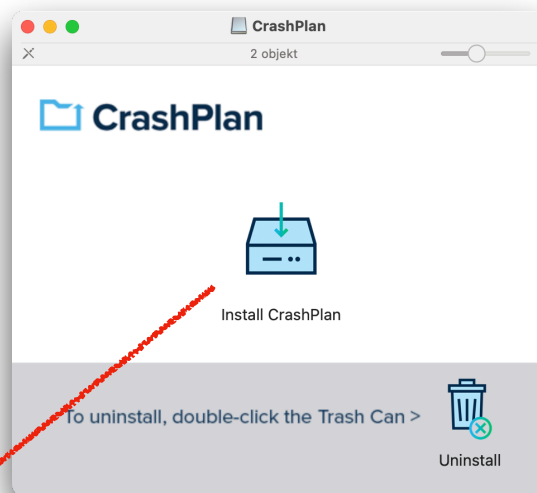 CrashPlan
2 objekt
CrashPlan
Install CrashPlan
To uninstall, double-click the Trash Can >
Uninstall